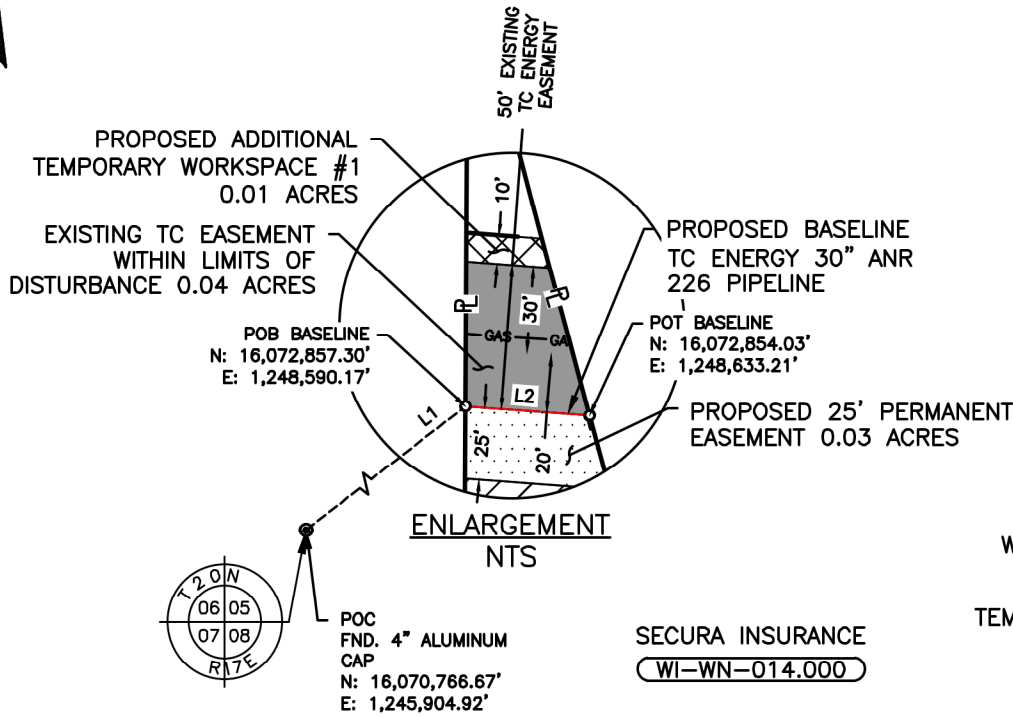 50' EXISTING
TC ENERGY
EASEMENT
PROPOSED ADDITIONAL
TEMPORARY WORKSPACE #1
0.01 ACRES
10'
EXISTING TC EASEMENT
WITHIN LIMITS OF
DISTURBANCE 0.04 ACRES
PROPOSED BASELINE
TC ENERGY 30" ANR
226 PIPELINE
PL
PL
30'
GAS
GA
POB BASELINE
N: 16,072,857.30'
E: 1,248,590.17'
POT BASELINE
N: 16,072,854.03'
E: 1,248,633.21'
L2
L1
25'
20'
PROPOSED 25' PERMANENT
EASEMENT 0.03 ACRES
ENLARGEMENT
NTS
T20N
06 05
07 08
R17E
POC
FND. 4" ALUMINUM
CAP
N: 16,070,766.67'
E: 1,245,904.92'
SECURA INSURANCE
WI-WN-014.000
W
TEM